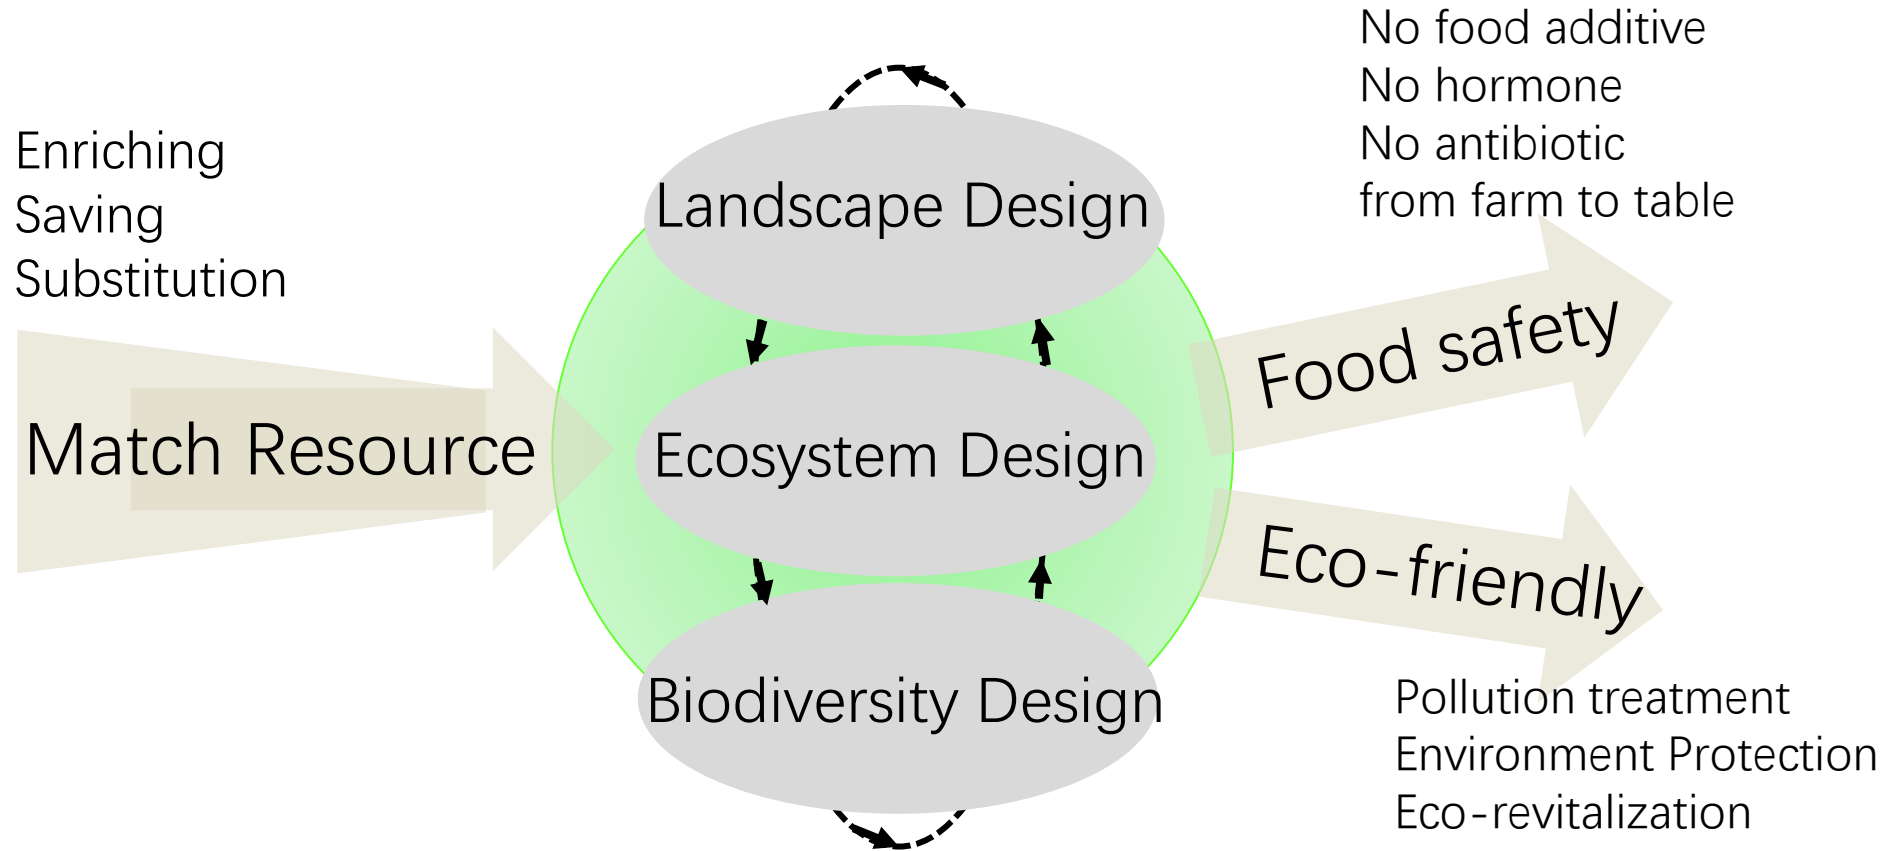 Enriching
Saving
Substitution
Match Resource
Landscape Design
Ecosystem Design
Biodiversity Design
No food additive
No hormone
No antibiotic
from farm to table
Food safety
Eco-friendly
Pollution treatment
Environment Protection
Eco-revitalization